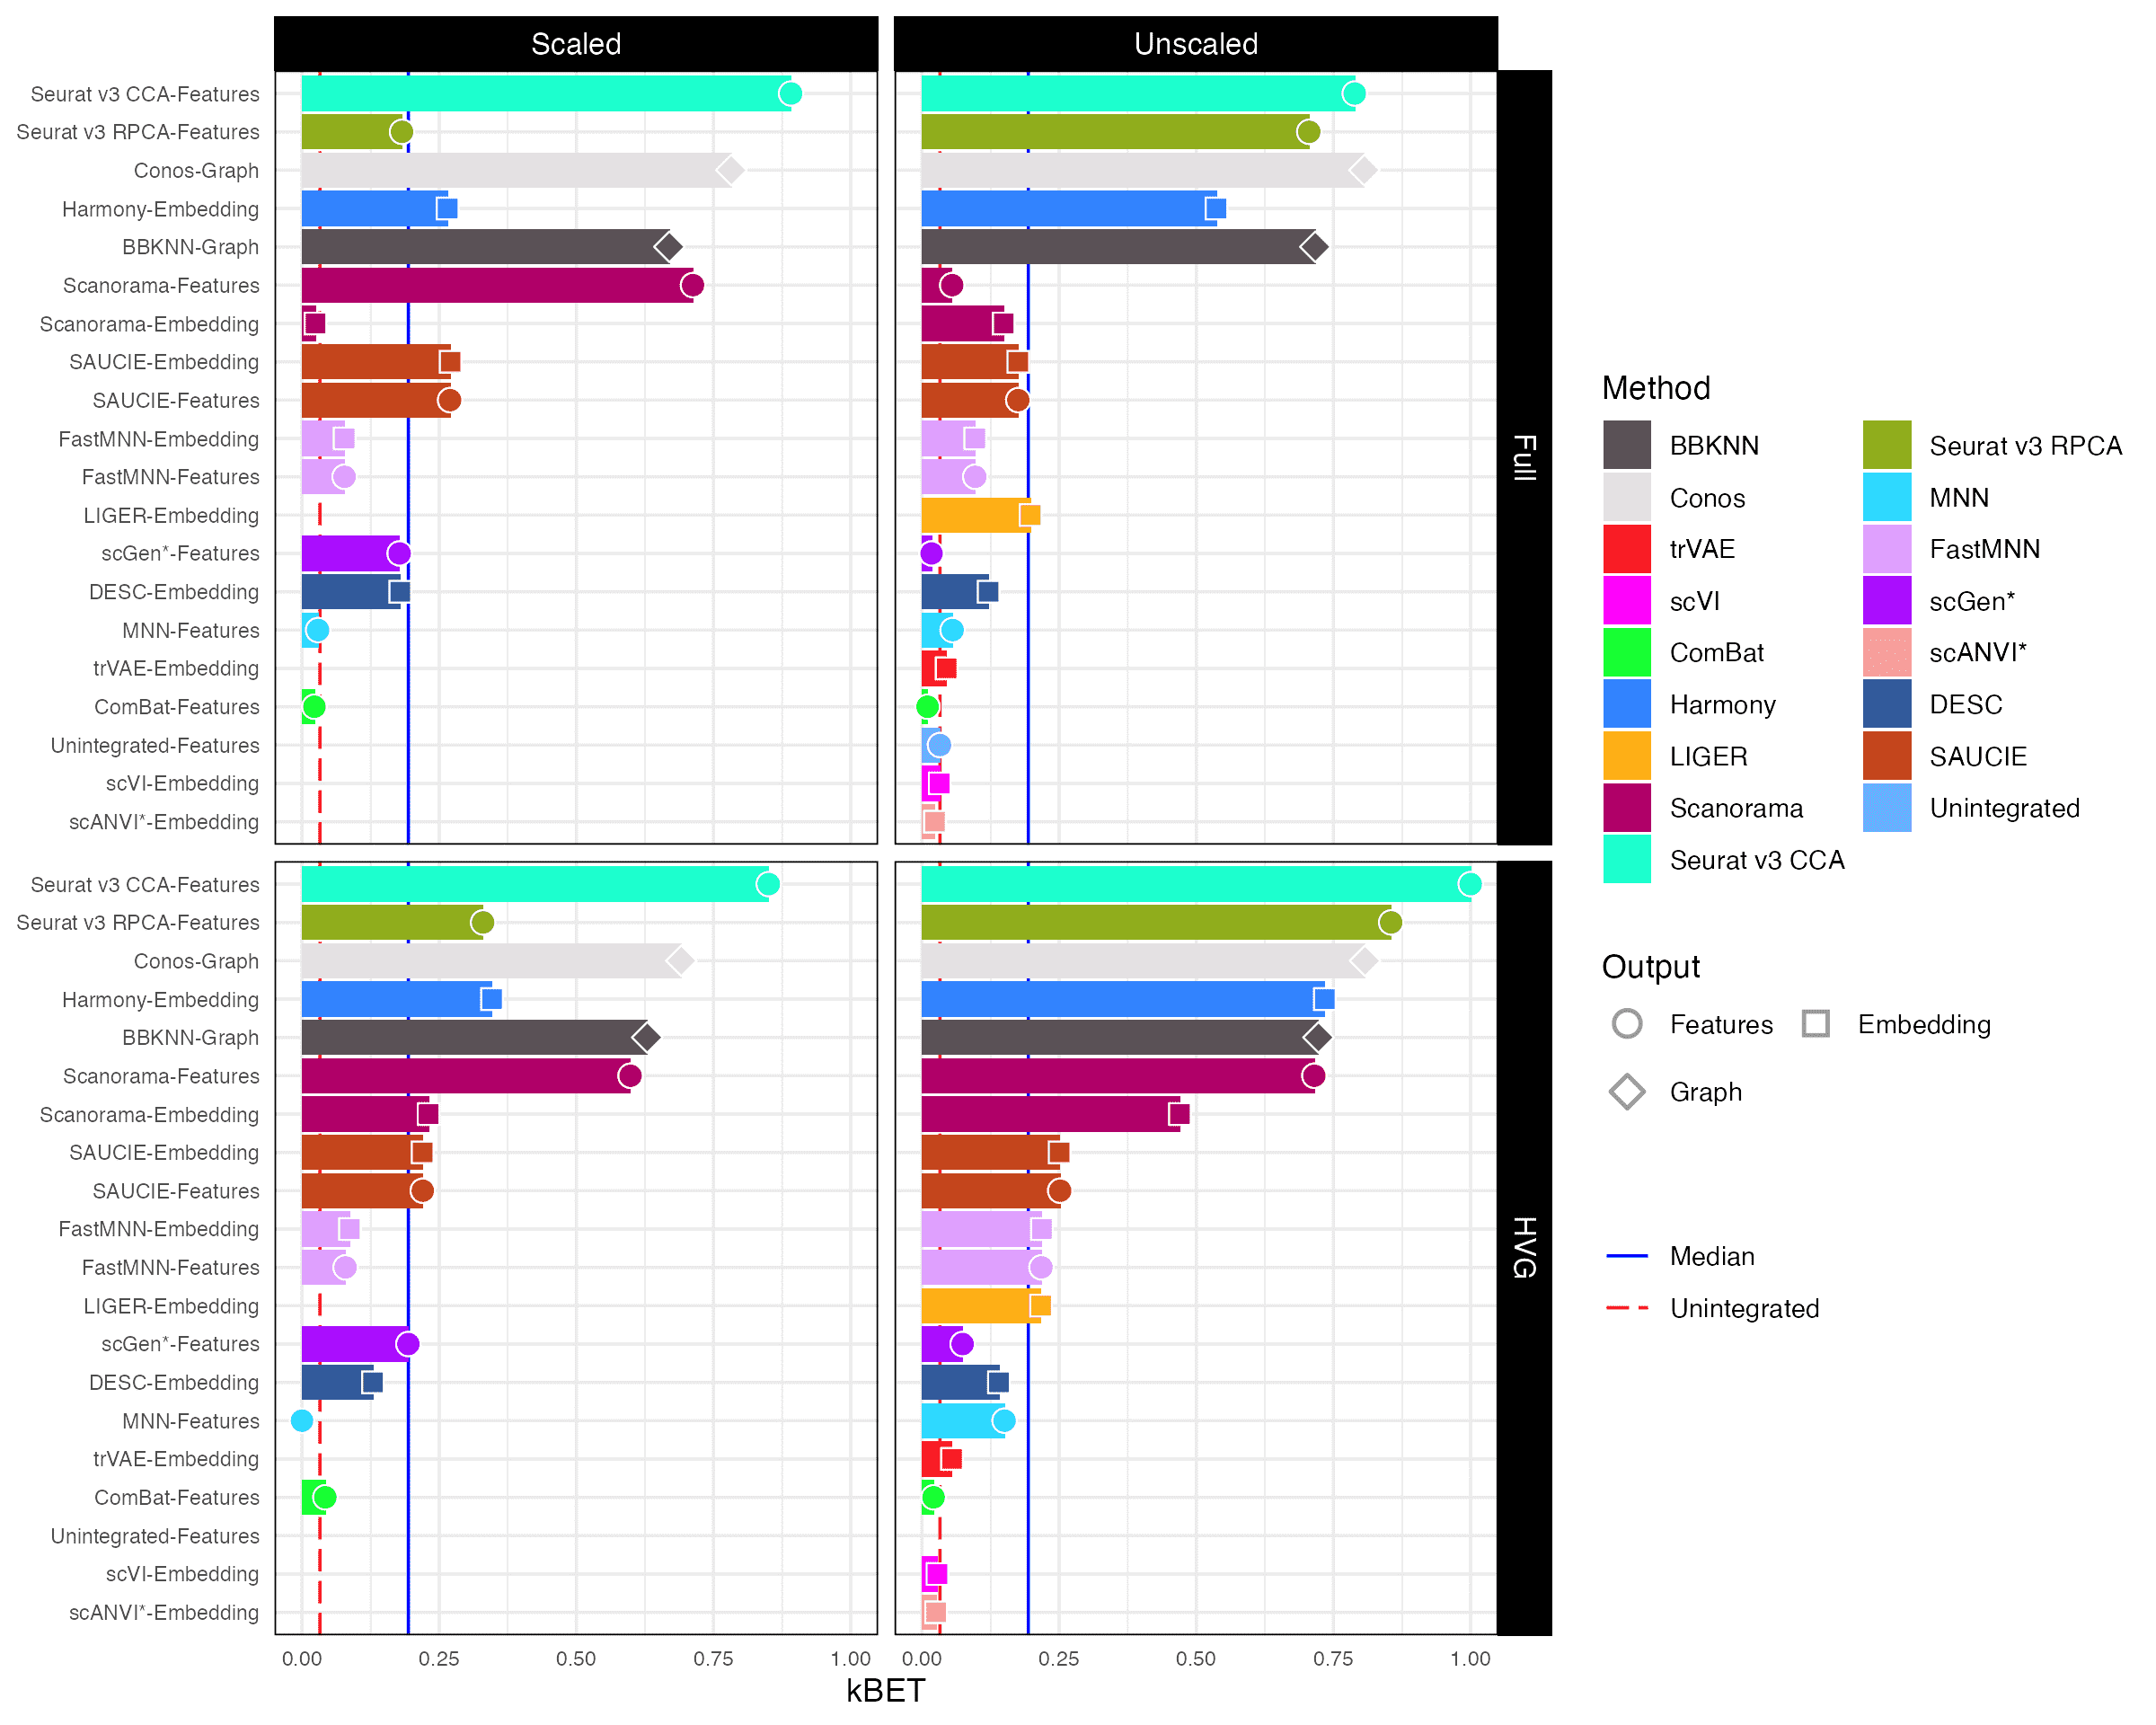 Scaled
Unscaled
Seurat v3 CCA-Features
Seurat v3 RPCA-Features
Conos-Graph
Harmony-Embedding
BBKNN-Graph
Scanorama-Features
Scanorama-Embedding
SAUCIE-Embedding
SAUCIE-Features
FastMNN-Embedding
FastMNN-Features
LIGER-Embedding
scGen*-Features
DESC-Embedding
MNN-Features
trVAE-Embedding
ComBat-Features
Unintegrated-Features
scVI-Embedding
scANVI*-Embedding
Full
Seurat v3 CCA-Features
Seurat v3 RPCA-Features
Conos-Graph
Harmony-Embedding
BBKNN-Graph
Scanorama-Features
Scanorama-Embedding
SAUCIE-Embedding
SAUCIE-Features
FastMNN-Embedding
FastMNN-Features
LIGER-Embedding
scGen*-Features
DESC-Embedding
MNN-Features
trVAE-Embedding
ComBat-Features
Unintegrated-Features
scVI-Embedding
scANVI*-Embedding
HVG
0.00 0.25 0.50 0.75 1.00
0.00 0.25 0.50 0.75 1.00
kBET
Method
BBKNN
Conos
trVAE
scVI
ComBat
Harmony
LIGER
Scanorama
Seurat v3 CCA
Seurat v3 RPCA
MNN
FastMNN
scGen*
scANVI*
DESC
SAUCIE
Unintegrated
Output
Features
Embedding
Graph
Median
Unintegrated